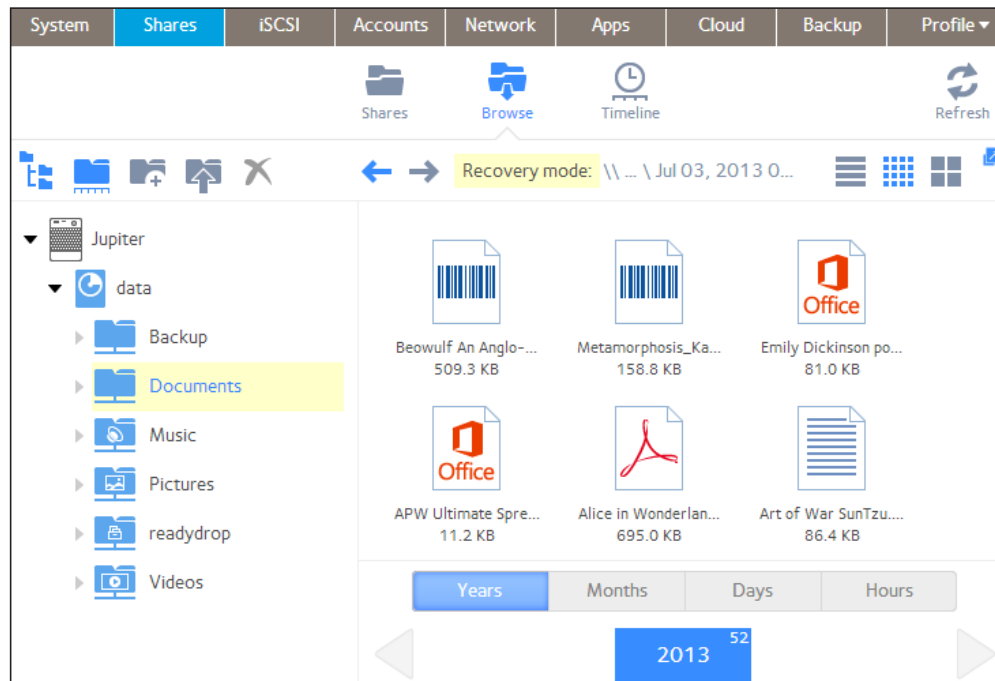 System Shares iSCSI Accounts Network Apps Cloud Backup Profile
Shares Browse Timeline Refresh
Recovery mode: \\ ... \ Jul 03, 2013 0...
Jupiter
data
Backup
Documents
Music
Pictures
readydrop
Videos
Beowulf An Anglo-... Metamorphosis_Ka... Emily Dickinson po...
509.3 KB 158.8 KB 81.0 KB
Office
Office
APW Ultimate Spre... Alice in Wonderlan... Art of War SunTzu....
11.2 KB 695.0 KB 86.4 KB
Years Months Days Hours
2013 52